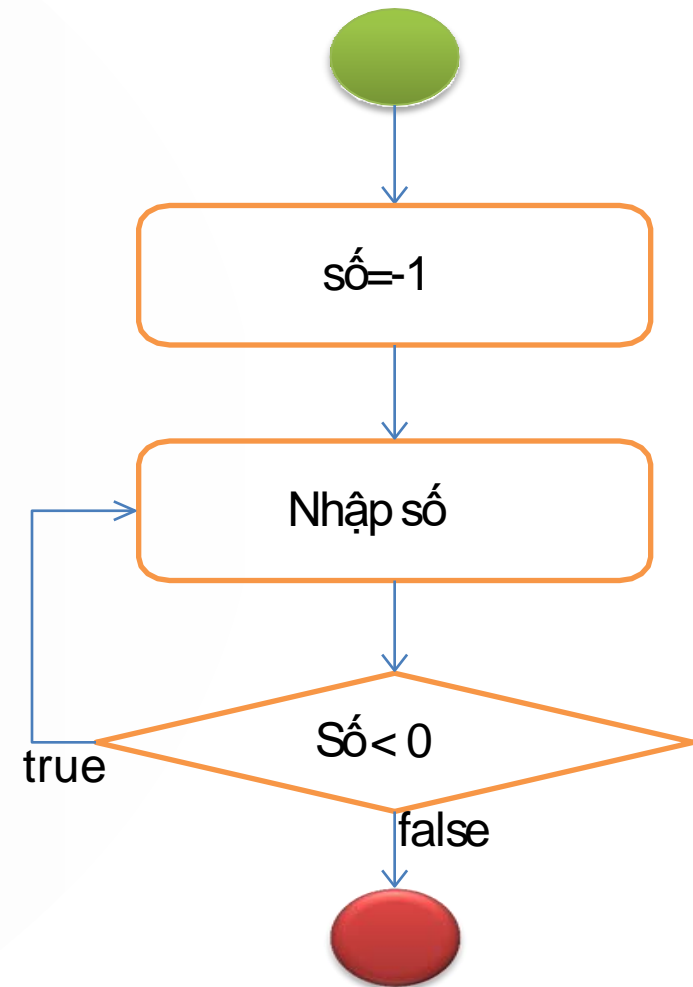 số=-1
Nhập số
Số < 0
true
false